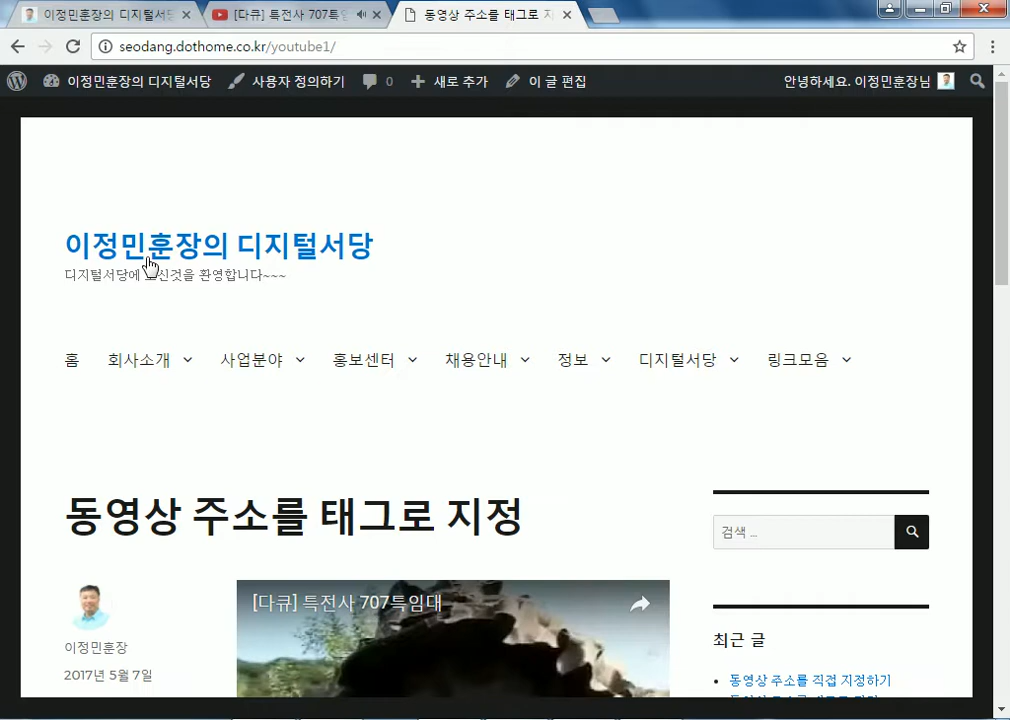 이정민훈장의 디지털서당
[다큐] 특전사 707특임
동영상 주소를 태그로 지
seodang.dothome.co.kr/youtube1/
이정민훈장의 디지털서당 사용자 정의하기 0 새로 추가 이 글 편집 안녕하세요. 이정민훈장님
이정민훈장의 디지털서당
디지털서당에 오신것을 환영합니다~~~
홈 회사소개 사업분야 홍보센터 채용안내 정보 디지털서당 링크모음
동영상 주소를 태그로 지정
검색 ...
[다큐] 특전사 707특임대
이정민훈장
2017년 5월 7일
최근 글
동영상 주소를 직접 지정하기